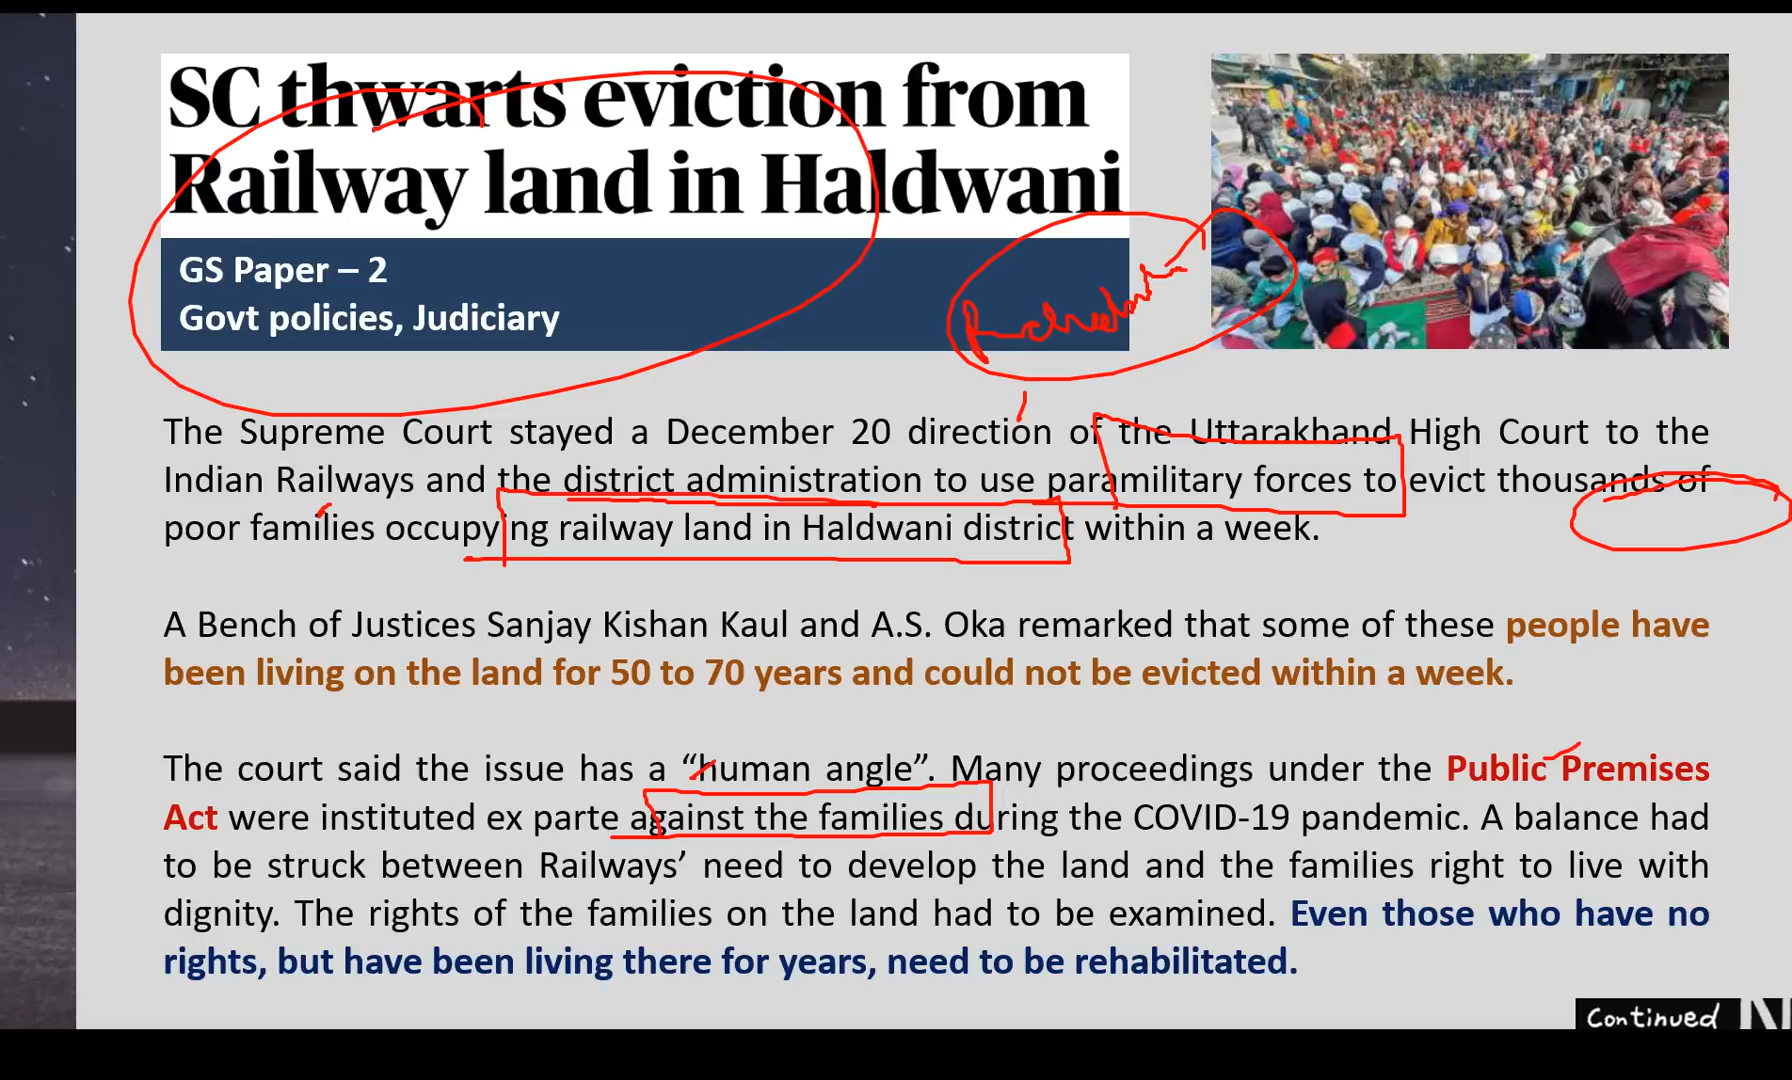 SC thwarts eviction from
Railway land in Haldwani
GS Paper – 2
Govt policies, Judiciary
The Supreme Court stayed a December 20 direction of the Uttarakhand High Court to the
Indian Railways and the district administration to use paramilitary forces to evict thousands of
poor families occupying railway land in Haldwani district within a week.
A Bench of Justices Sanjay Kishan Kaul and A.S. Oka remarked that some of these people have
been living on the land for 50 to 70 years and could not be evicted within a week.
The court said the issue has a “human angle”. Many proceedings under the Public Premises
Act were instituted ex parte against the families during the COVID-19 pandemic. A balance had
to be struck between Railways’ need to develop the land and the families right to live with
dignity. The rights of the families on the land had to be examined. Even those who have no
rights, but have been living there for years, need to be rehabilitated.
Continued